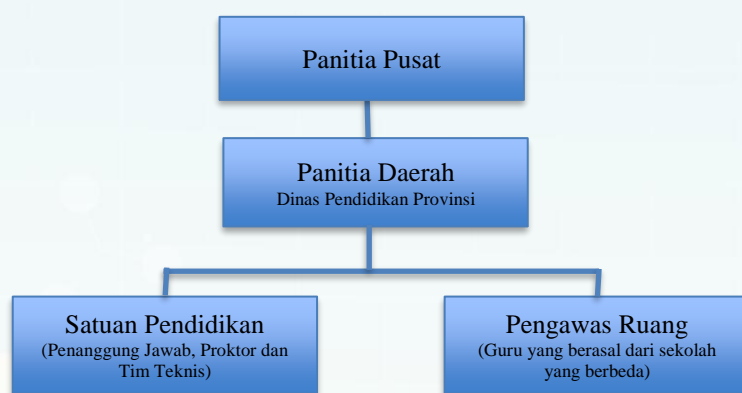 Panitia Pusat
Panitia Daerah
Dinas Pendidikan Provinsi
Satuan Pendidikan
(Penanggung Jawab, Proktor dan
Tim Teknis)
Pengawas Ruang
(Guru yang berasal dari sekolah
yang berbeda)